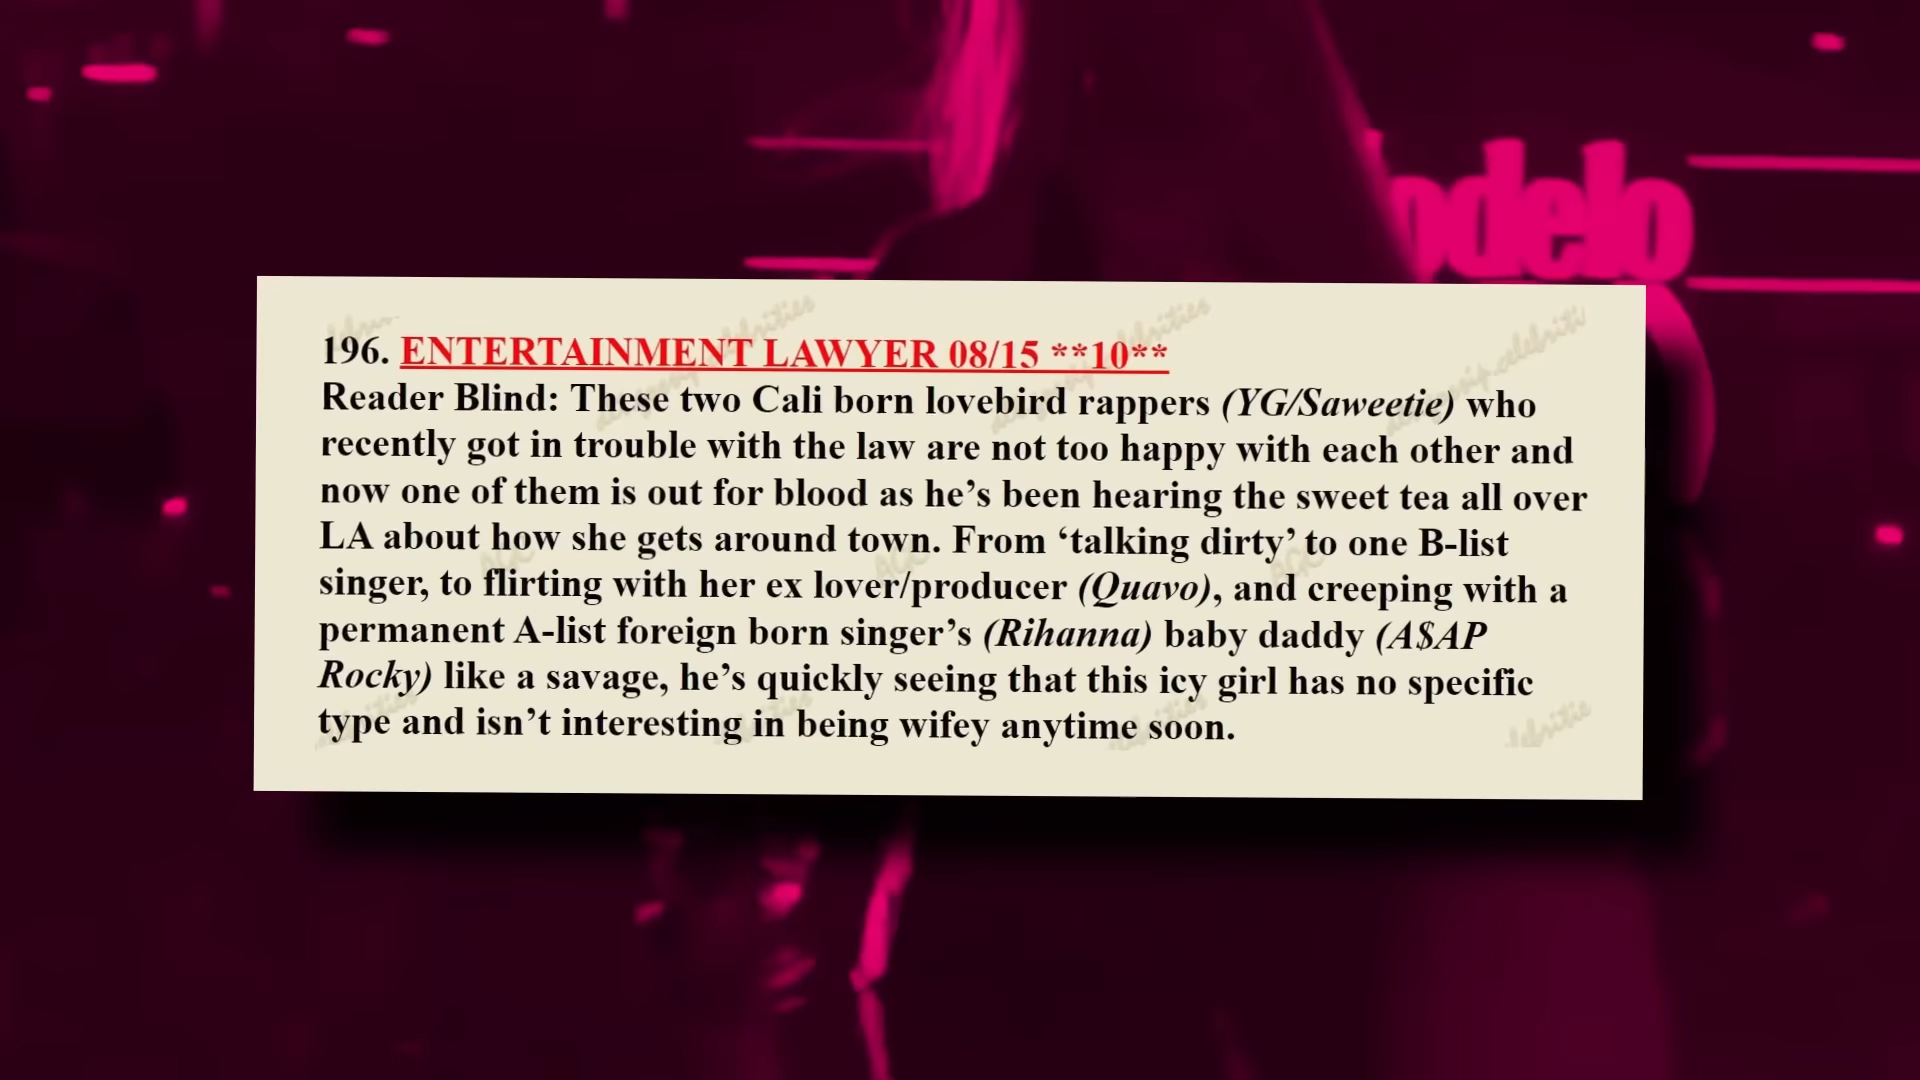 odelo
196. ENTERTAINMENT LAWYER 08/15 **10**
Reader Blind: These two Cali born lovebird rappers (YG/Saweetie) who
recently got in trouble with the law are not too happy with each other and
now one of them is out for blood as he’s been hearing the sweet tea all over
LA about how she gets around town. From ‘talking dirty’ to one B-list
singer, to flirting with her ex lover/producer (Quavo), and creeping with a
permanent A-list foreign born singer’s (Rihanna) baby daddy (A$AP
Rocky) like a savage, he’s quickly seeing that this icy girl has no specific
type and isn’t interesting in being wifey anytime soon.